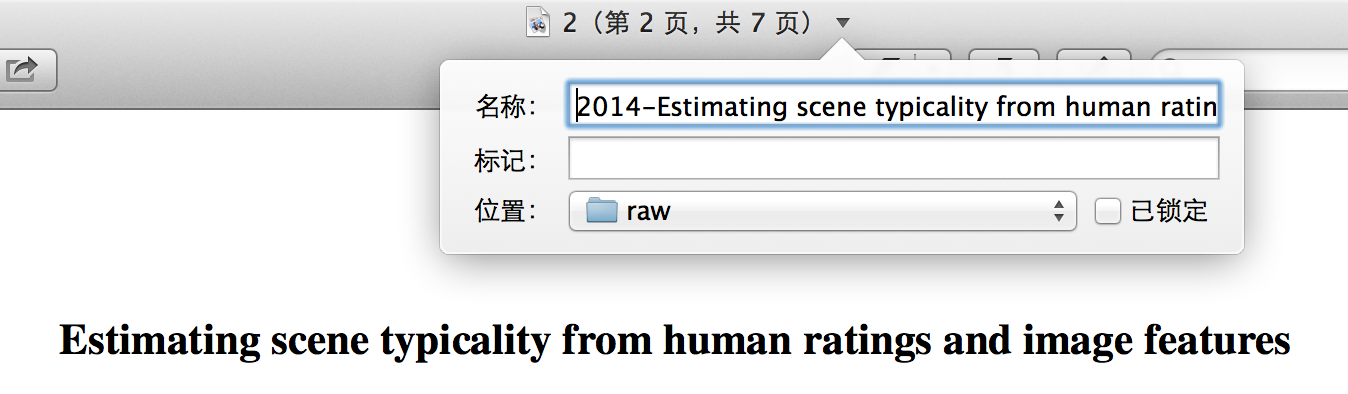 2（第 2 页，共 7 页）
名称：
2014-Estimating scene typicality from human ratin
标记：
位置：
raw
已锁定
Estimating scene typicality from human ratings and image features